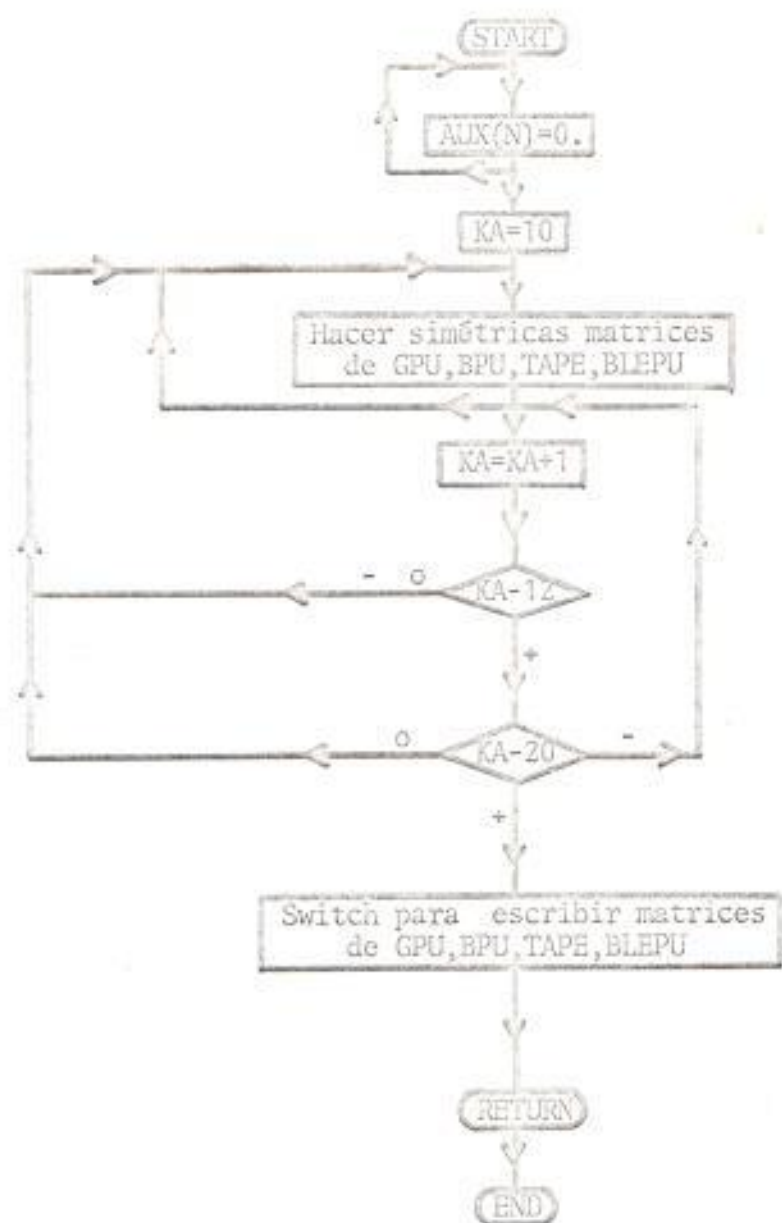 START
AUX(N)=0.
KA=10
Hacer simétricas matrices
de GPU,BPU,TAPE,BLEPU
KA=KA+1
- o
KA-12
+
o
KA-20
-
+
Switch para escribir matrices
de GPU,BPU,TAPE,BLEPU
RETURN
END